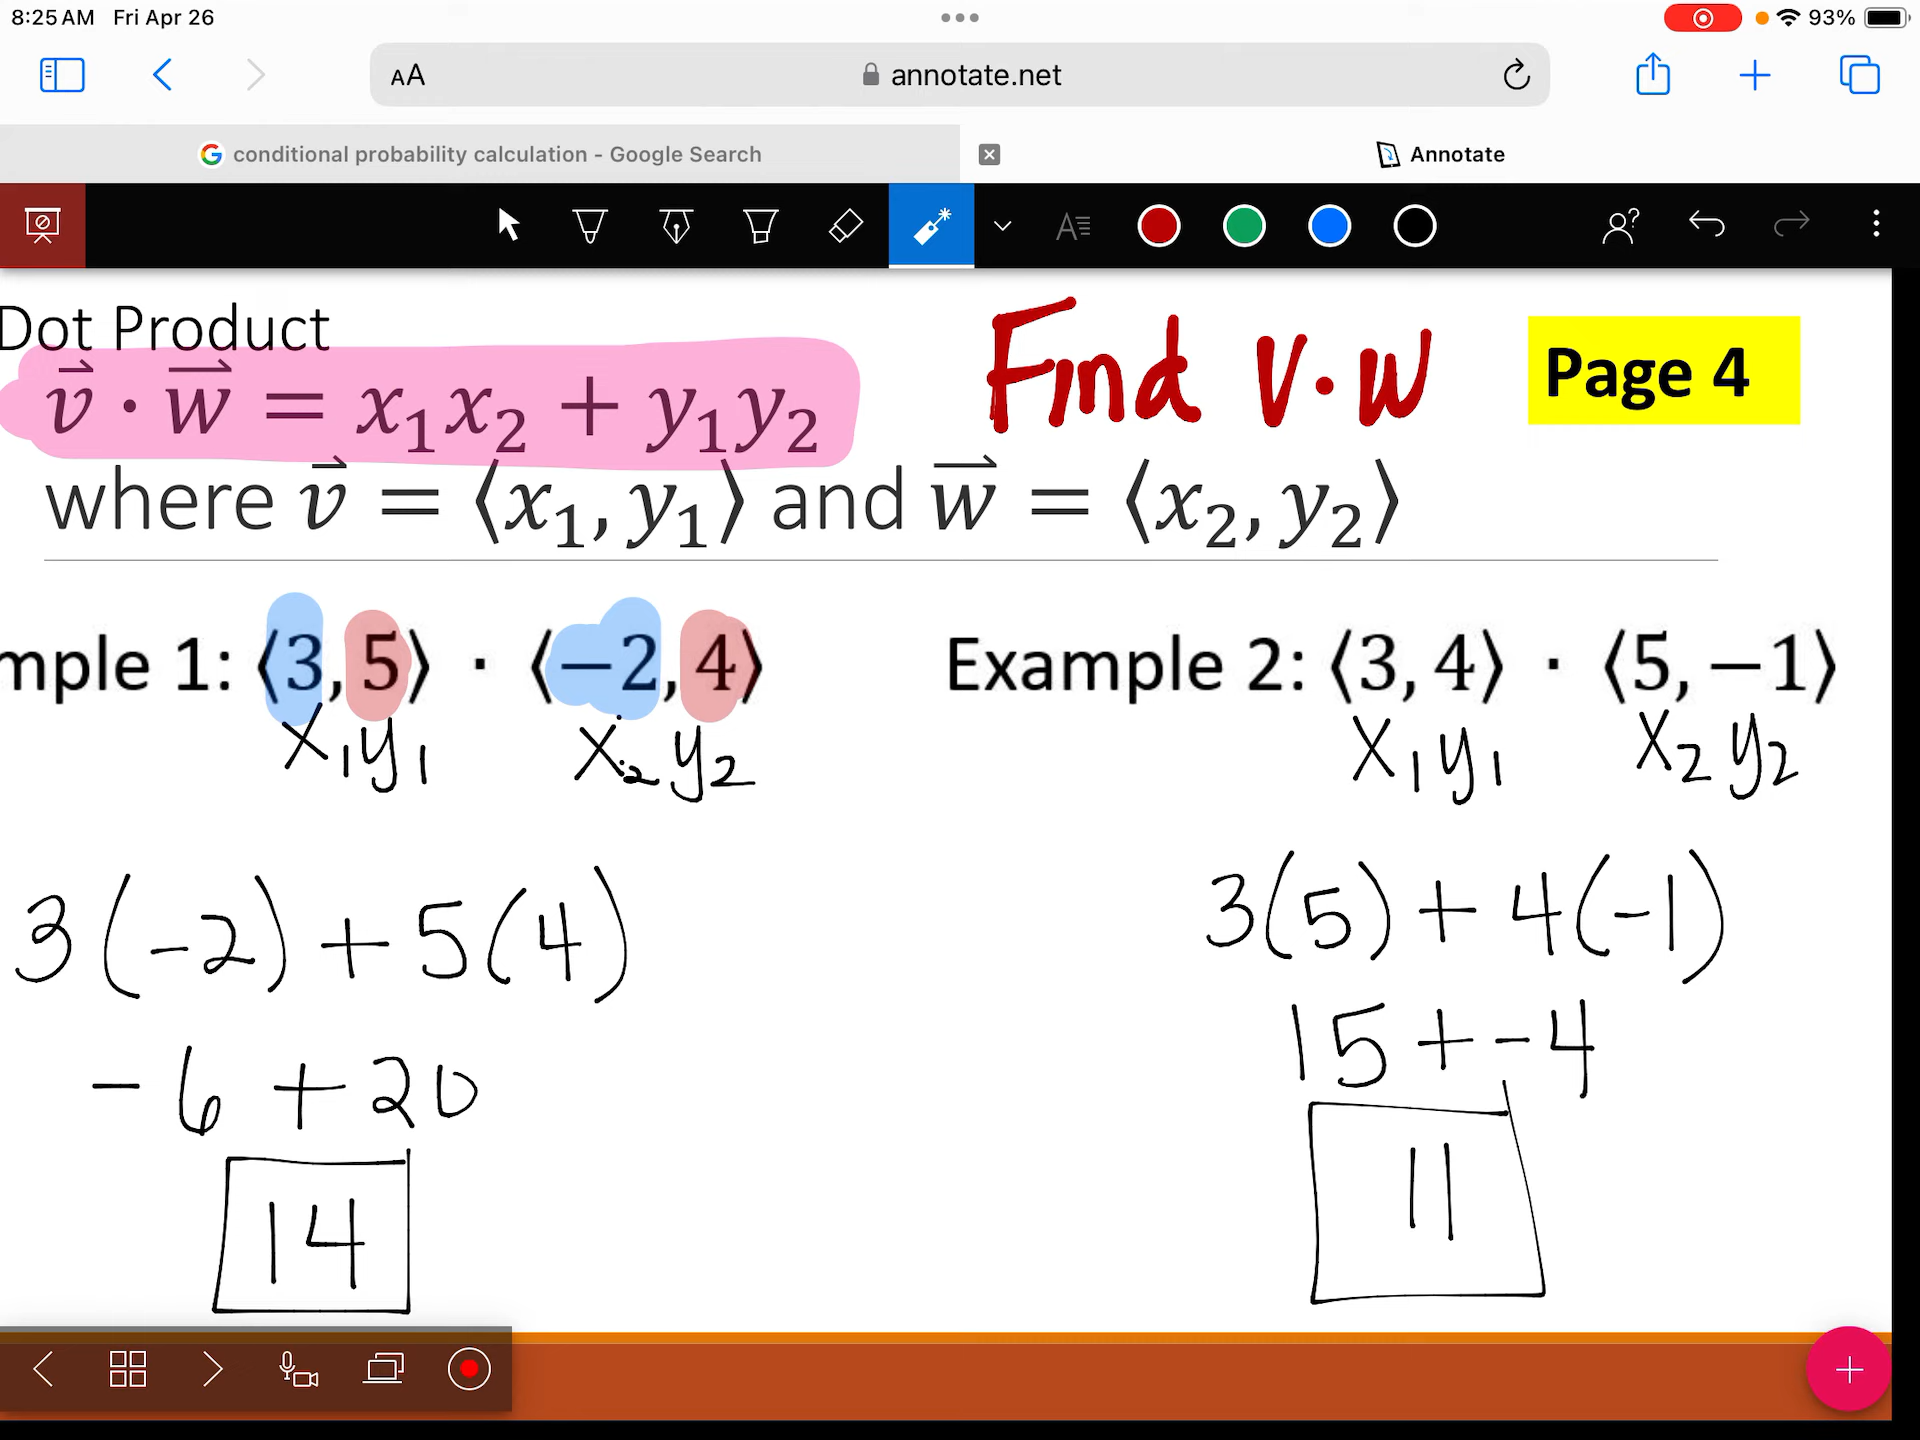 8:25 AM Fri Apr 26
93%
AA
annotate.net
conditional probability calculation - Google Search
Annotate
Dot Product
Find v·w
Page 4
v⃗ · w⃗ = x₁x₂ + y₁y₂
where v⃗ = ⟨x₁, y₁⟩ and w⃗ = ⟨x₂, y₂⟩
mple 1: ⟨3, 5⟩ · ⟨−2, 4⟩
x₁ y₁ x₂ y₂
3(-2) + 5(4)
-6 + 20
14
Example 2: ⟨3, 4⟩ · ⟨5, −1⟩
x₁ y₁ x₂ y₂
3(5) + 4(-1)
15 + -4
11